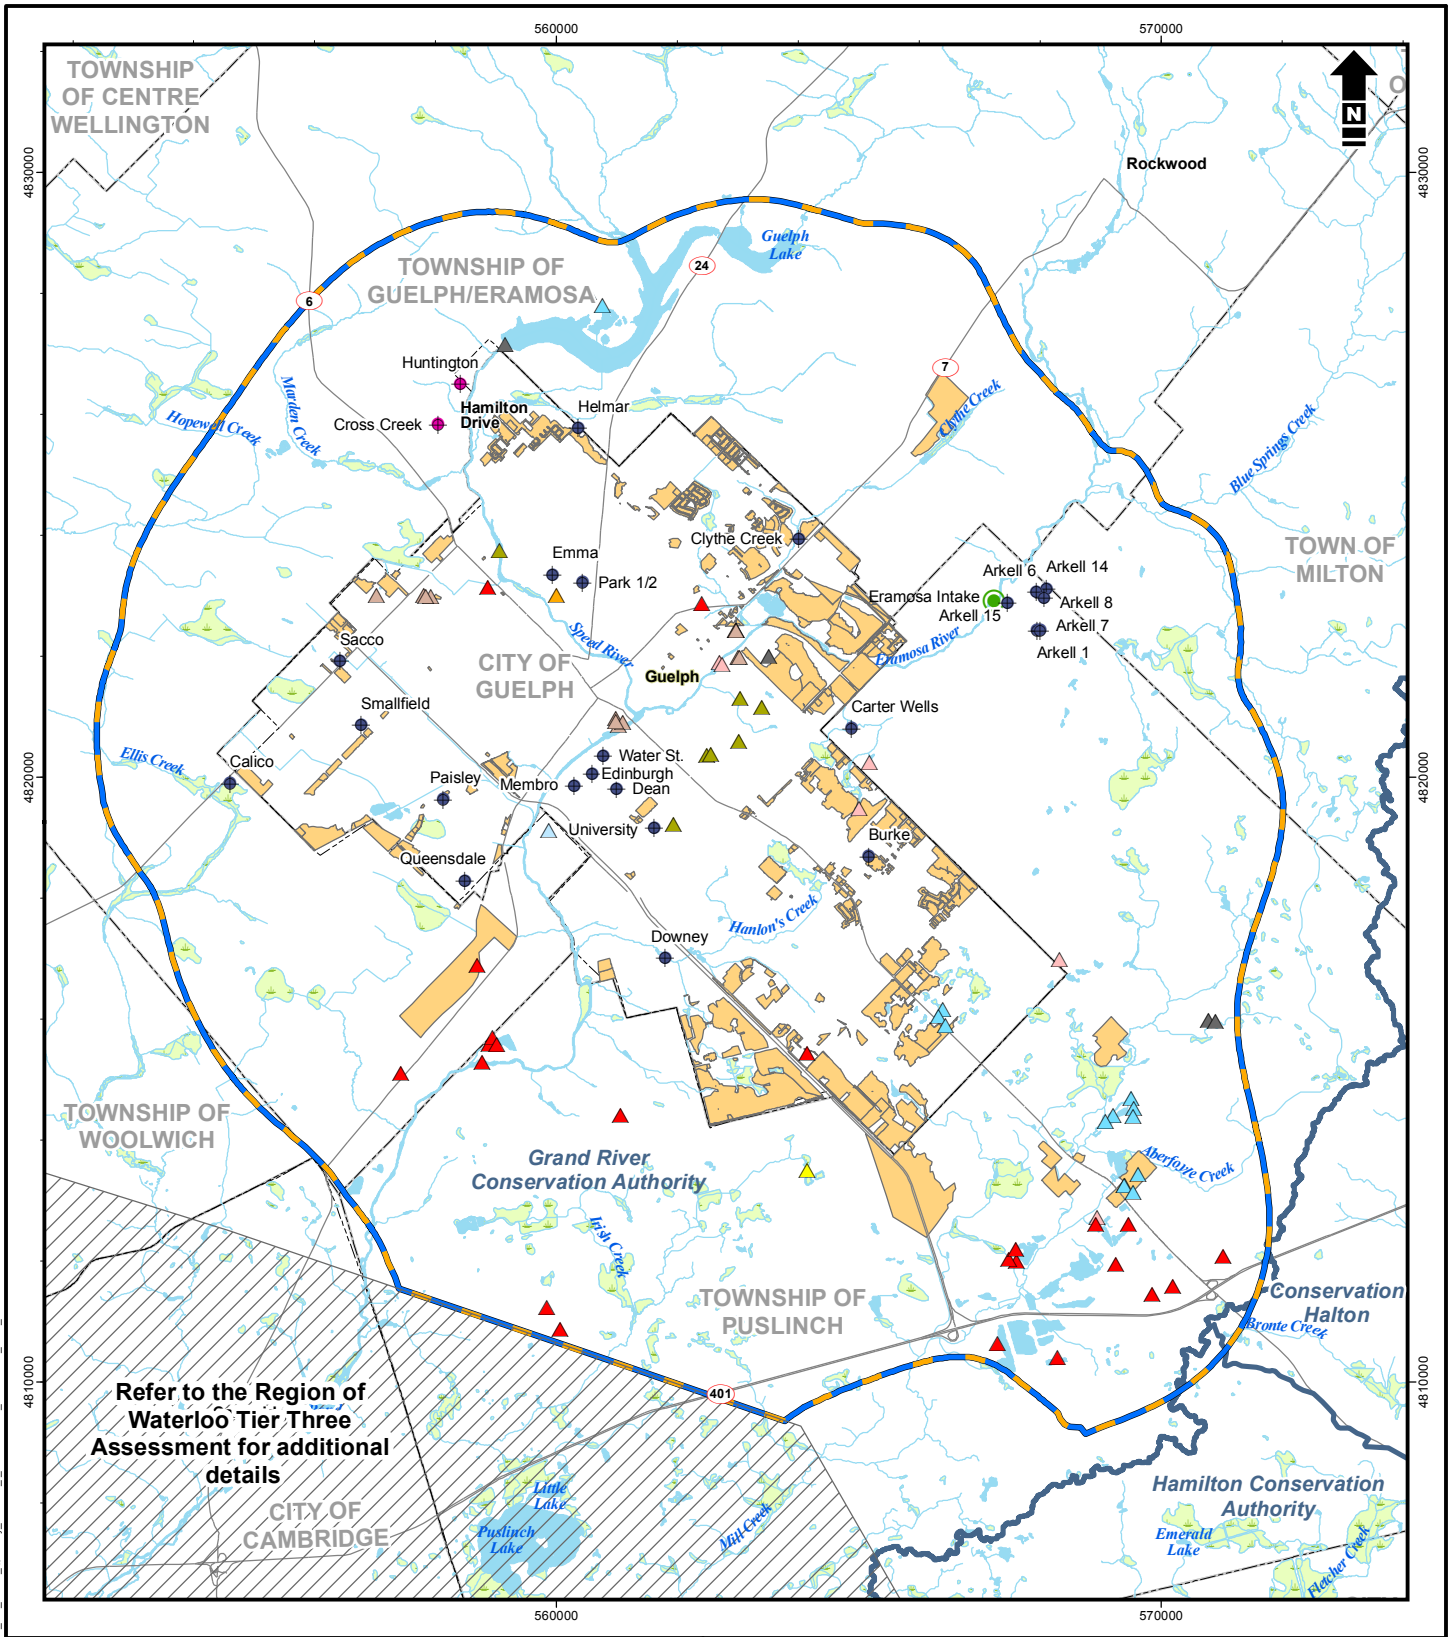 560000
570000
TOWNSHIP
OF CENTRE
WELLINGTON
O
N
4830000
4830000
Rockwood
Guelph
Lake
TOWNSHIP OF
GUELPH/ERAMOSA
24
6
7
Huntington
Hamilton
Drive
Helmar
Cross Creek
Marden Creek
Hopewell Creek
Clythe Creek
Blue Springs Creek
Clythe Creek
TOWN OF
MILTON
Emma
Park 1/2
Arkell 6
Arkell 14
Eramosa Intake
Arkell 8
Arkell 15
Arkell 7
Arkell 1
Speed River
Eramosa River
Sacco
CITY OF
GUELPH
Guelph
Smallfield
Carter Wells
Ellis Creek
Calico
Water St.
Edinburgh
Paisley
Membro
Dean
4820000
4820000
University
Burke
Queensdale
Hanlon's Creek
Downey
TOWNSHIP OF
WOOLWICH
Grand River
Conservation Authority
Aberfoyle Creek
Irish Creek
TOWNSHIP OF
PUSLINCH
Conservation
Halton
Bronte Creek
401
4810000
4810000
Refer to the Region of
Waterloo Tier Three
Assessment for additional
details
CITY OF
CAMBRIDGE
Little
Lake
Puslinch
Lake
Mill Creek
Hamilton Conservation
Authority
Emerald
Lake
Fletcher Creek
560000
570000